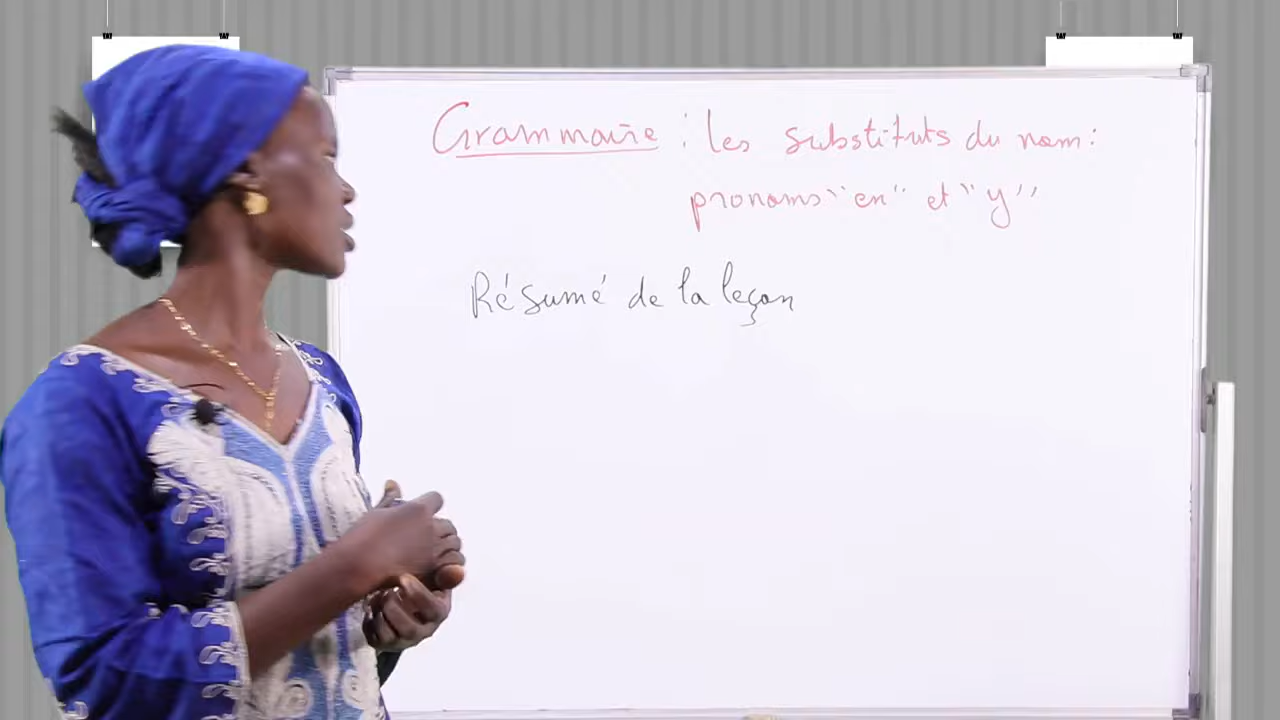 Grammaire : les substituts du nom :
pronoms "en" et "y"
Résumé de la leçon